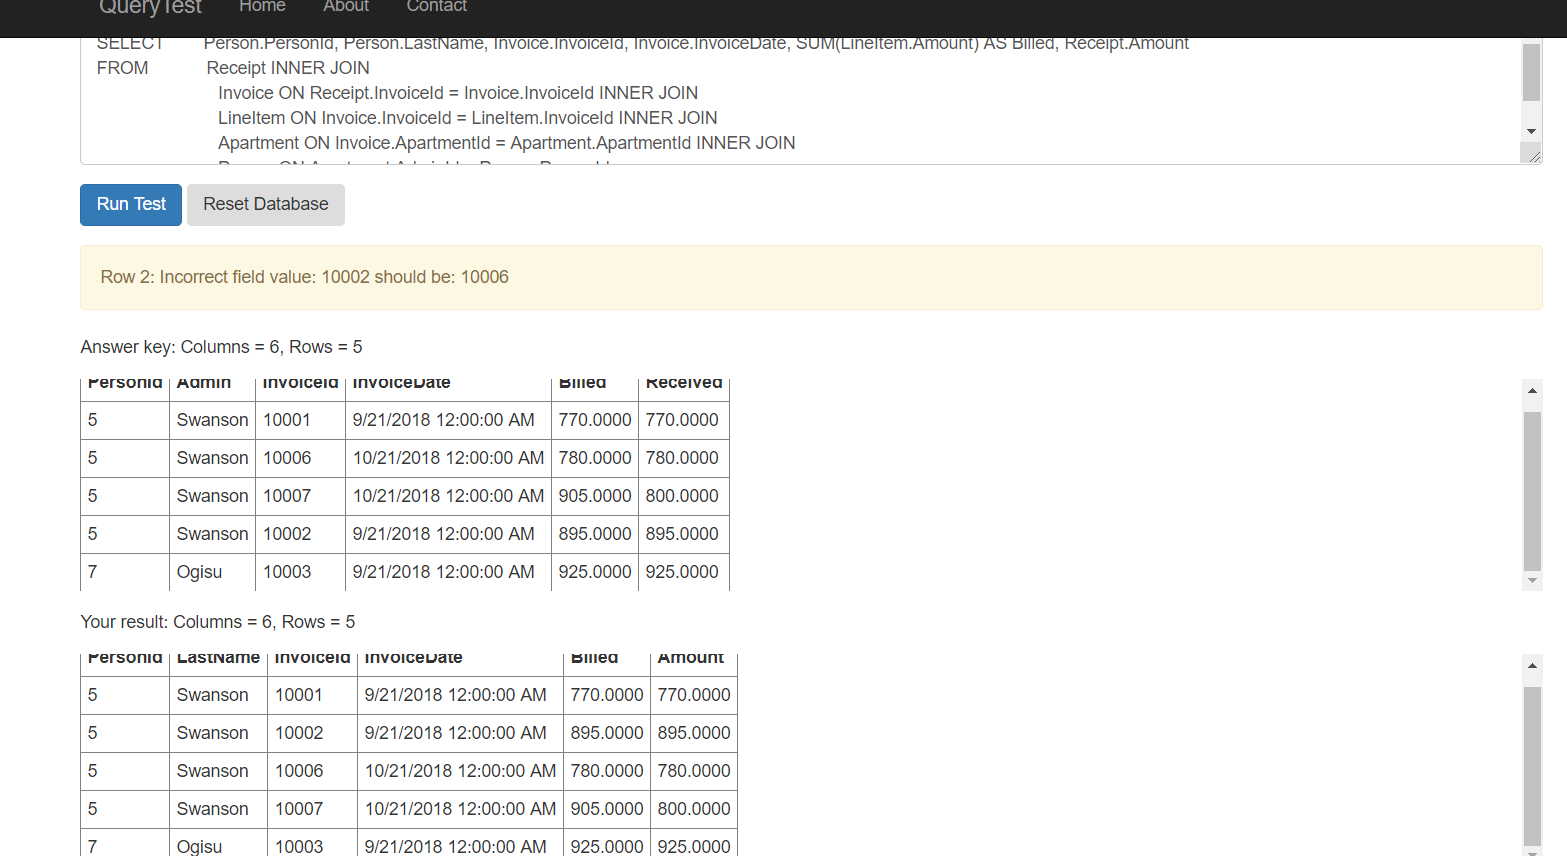 QueryTest Home About Contact
SELECT Person.PersonId, Person.LastName, Invoice.InvoiceId, Invoice.InvoiceDate, SUM(LineItem.Amount) AS Billed, Receipt.Amount
FROM Receipt INNER JOIN
Invoice ON Receipt.InvoiceId = Invoice.InvoiceId INNER JOIN
LineItem ON Invoice.InvoiceId = LineItem.InvoiceId INNER JOIN
Apartment ON Invoice.ApartmentId = Apartment.ApartmentId INNER JOIN
Run Test Reset Database
Row 2: Incorrect field value: 10002 should be: 10006
Answer key: Columns = 6, Rows = 5
PersonId Admin InvoiceId InvoiceDate Billed Received
5 Swanson 10001 9/21/2018 12:00:00 AM 770.0000 770.0000
5 Swanson 10006 10/21/2018 12:00:00 AM 780.0000 780.0000
5 Swanson 10007 10/21/2018 12:00:00 AM 905.0000 800.0000
5 Swanson 10002 9/21/2018 12:00:00 AM 895.0000 895.0000
7 Ogisu 10003 9/21/2018 12:00:00 AM 925.0000 925.0000
Your result: Columns = 6, Rows = 5
PersonId LastName InvoiceId InvoiceDate Billed Amount
5 Swanson 10001 9/21/2018 12:00:00 AM 770.0000 770.0000
5 Swanson 10002 9/21/2018 12:00:00 AM 895.0000 895.0000
5 Swanson 10006 10/21/2018 12:00:00 AM 780.0000 780.0000
5 Swanson 10007 10/21/2018 12:00:00 AM 905.0000 800.0000
7 Ogisu 10003 9/21/2018 12:00:00 AM 925.0000 925.0000